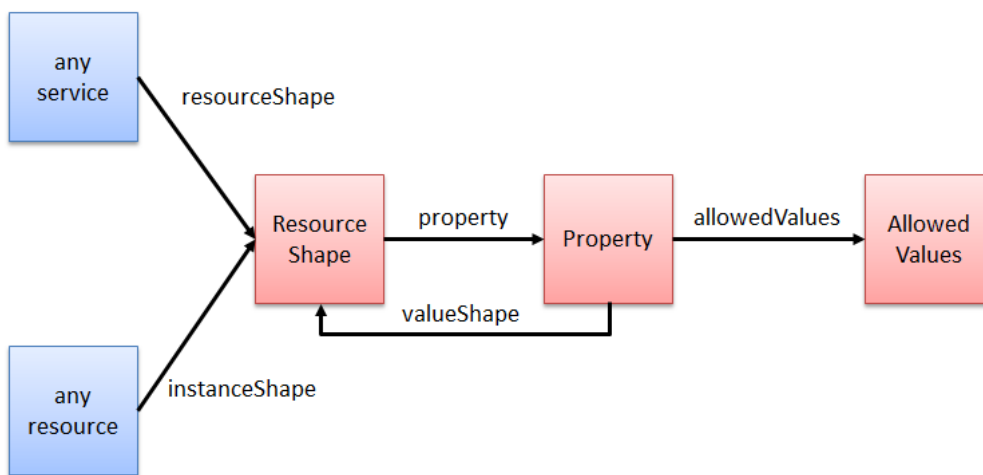 any
service
resourceShape
Resource
Shape
property
Property
allowedValues
Allowed
Values
valueShape
any
resource
instanceShape